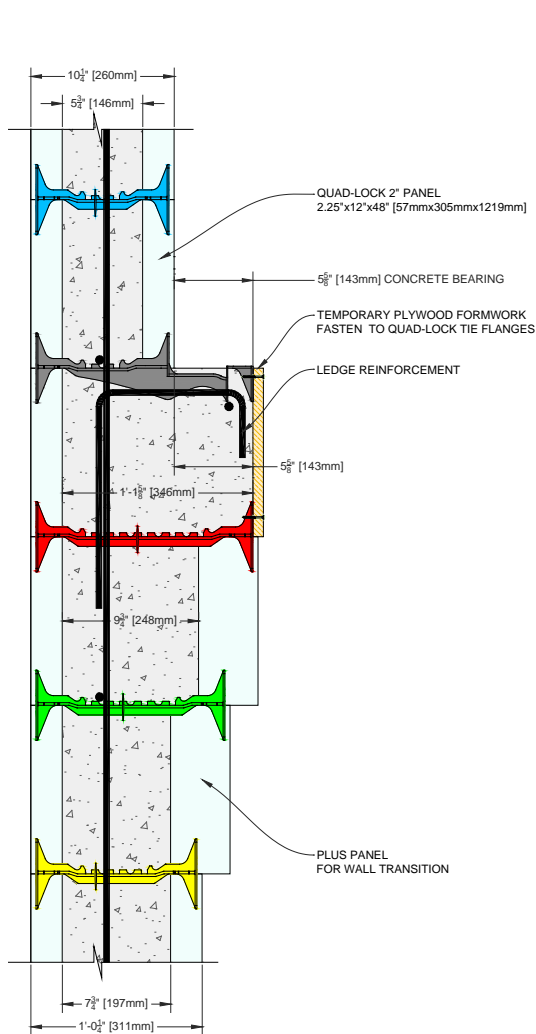 10¼" [260mm]
5¾" [146mm]
QUAD-LOCK 2" PANEL
2.25"x12"x48" [57mmx305mmx1219mm]
5⅝" [143mm] CONCRETE BEARING
TEMPORARY PLYWOOD FORMWORK
FASTEN TO QUAD-LOCK TIE FLANGES
LEDGE REINFORCEMENT
5⅝" [143mm]
1'-1⅝" [346mm]
9¾" [248mm]
PLUS PANEL
FOR WALL TRANSITION
7¾" [197mm]
1'-0¼" [311mm]